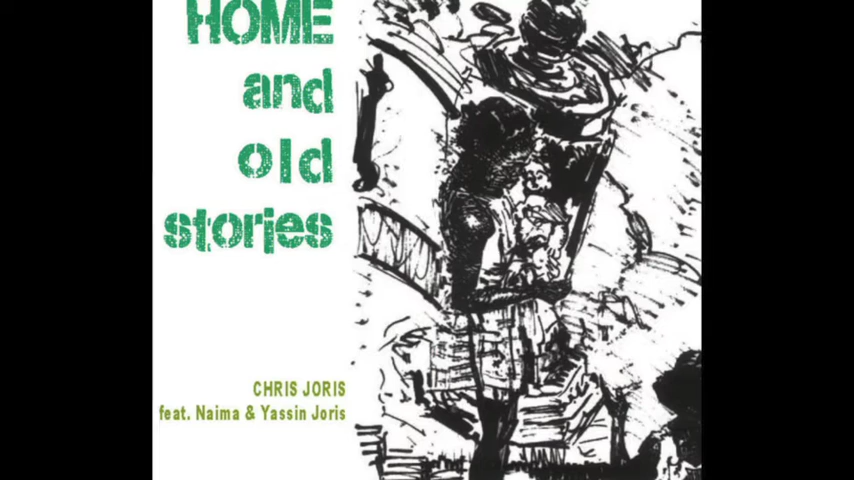 HOME
and
old
stories
CHRIS JORIS
feat. Naima & Yassin Joris